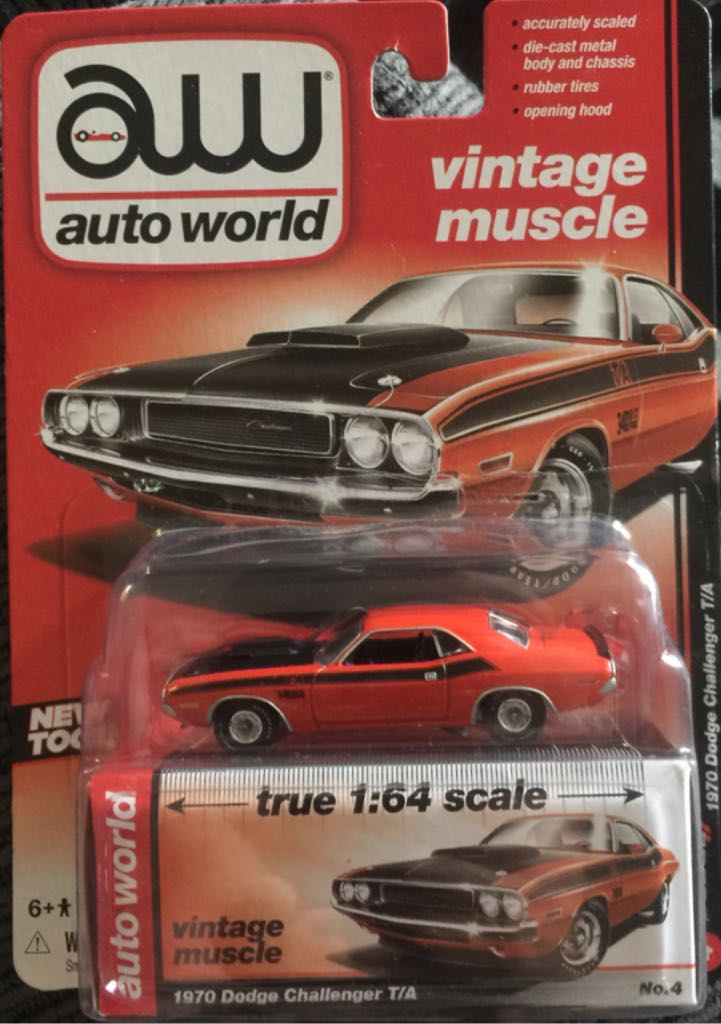 • accurately scaled
• die-cast metal
body and chassis
• rubber tires
• opening hood
aw®
auto world
vintage
muscle
Challenger
T/A
1970 Dodge Challenger T/A
NEW
TOO
true 1:64 scale
auto world
6+
vintage
muscle
1970 Dodge Challenger T/A
No.4